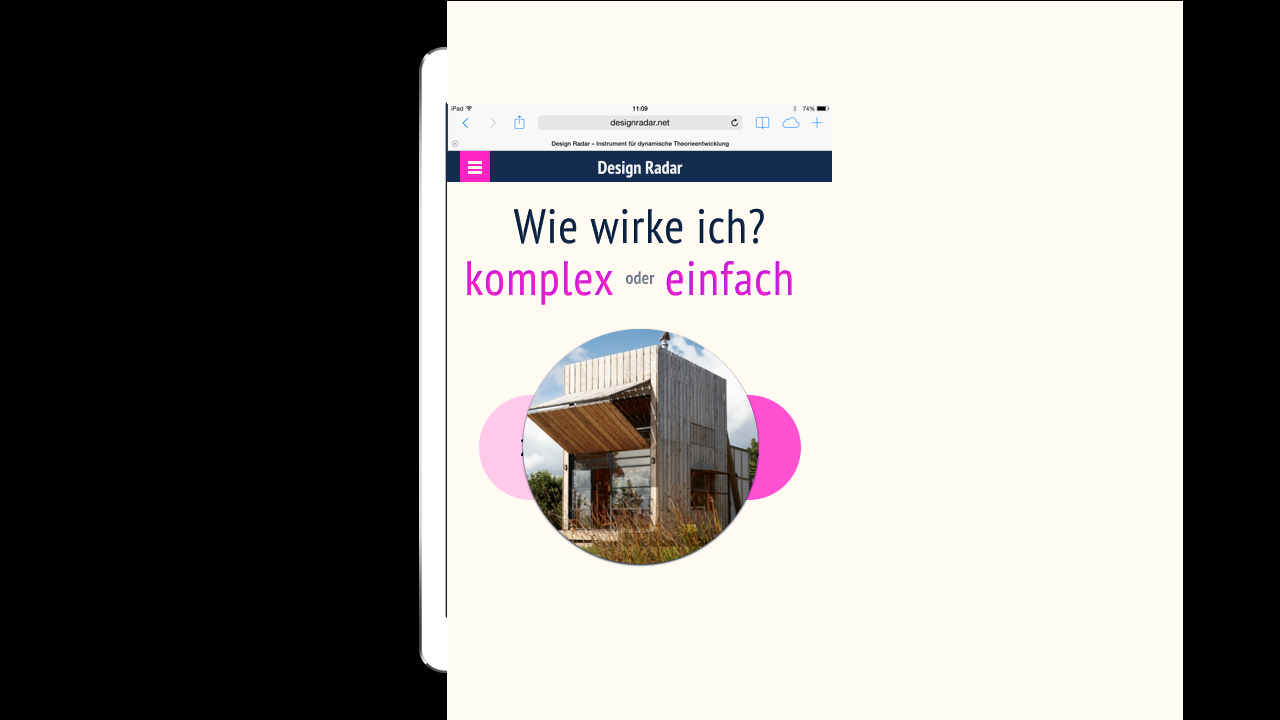 iPad 11:09 74%
designradar.net
Design Radar – Instrument für dynamische Theorieentwicklung
Design Radar
Wie wirke ich?
komplex oder einfach